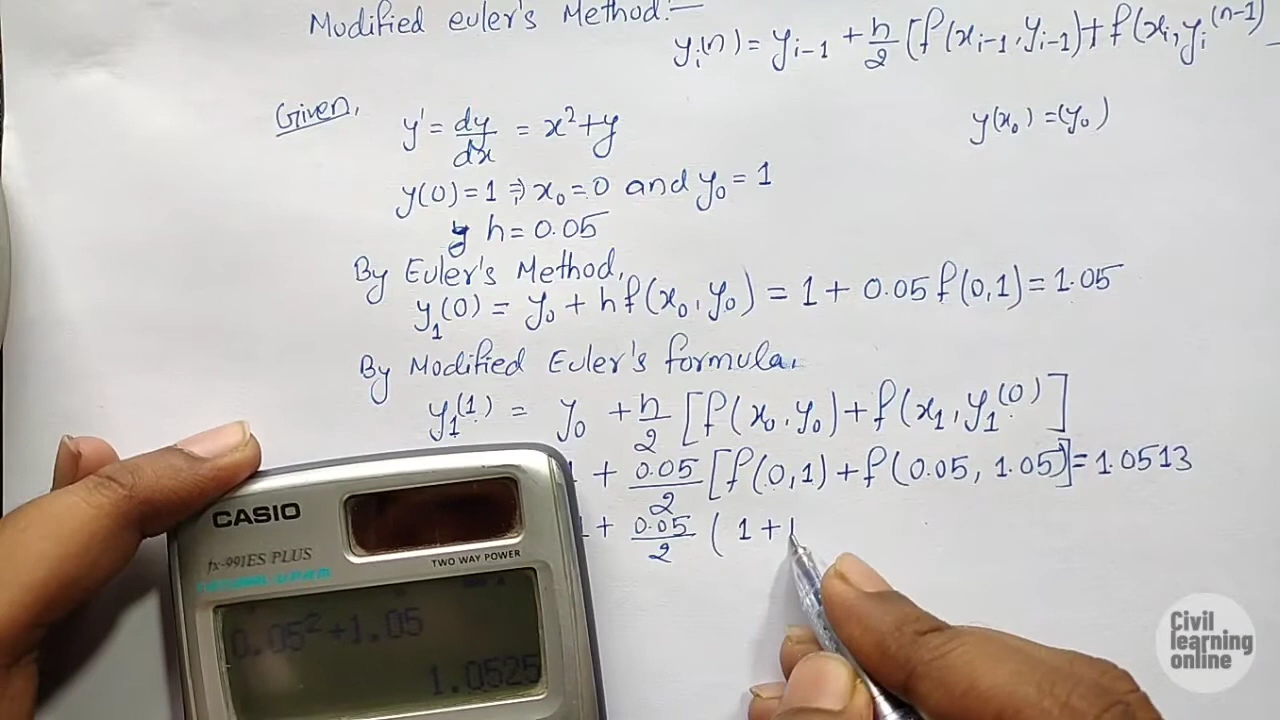 Modified euler's Method:—
yᵢ(n) = yᵢ₋₁ + h/2 [f(xᵢ₋₁, yᵢ₋₁) + f(xᵢ, yᵢ⁽ⁿ⁻¹⁾
Given,
y' = dy/dx = x² + y
y(x₀) = (y₀)
y(0) = 1 ⇒ x₀ = 0 and y₀ = 1
h = 0.05
By Euler's Method,
y₁(0) = y₀ + h f(x₀, y₀) = 1 + 0.05 f(0,1) = 1.05
By Modified Euler's formula,
y₁⁽¹⁾ = y₀ + h/2 [f(x₀, y₀) + f(x₁, y₁⁽⁰⁾]
1 + 0.05/2 [f(0,1) + f(0.05, 1.05)] = 1.0513
1 + 0.05/2 ( 1 + 1
CASIO
fx-991ES PLUS
NATURAL-V.P.A.M.
TWO WAY POWER
0.05²+1.05
1.0525
Civil
learning
online